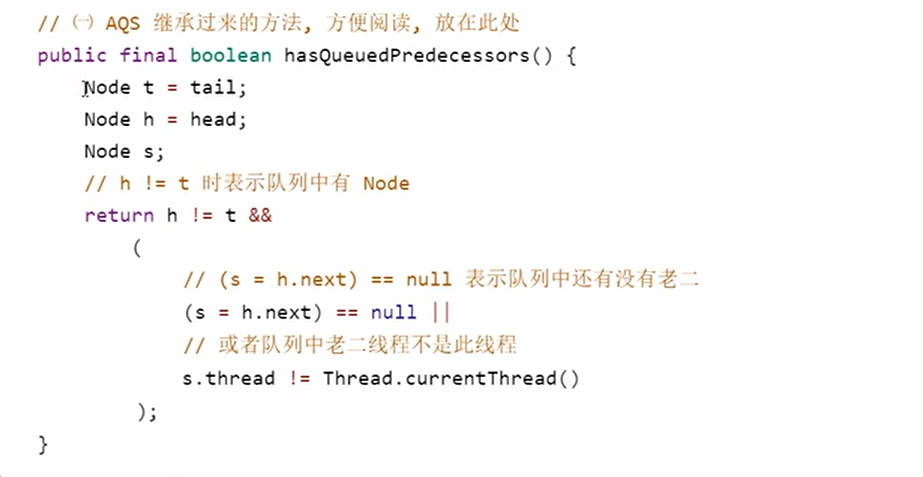 // ㈠ AQS 继承过来的方法, 方便阅读, 放在此处
public final boolean hasQueuedPredecessors() {
Node t = tail;
Node h = head;
Node s;
// h != t 时表示队列中有 Node
return h != t &&
(
// (s = h.next) == null 表示队列中还有没有老二
(s = h.next) == null ||
// 或者队列中老二线程不是此线程
s.thread != Thread.currentThread()
);
}